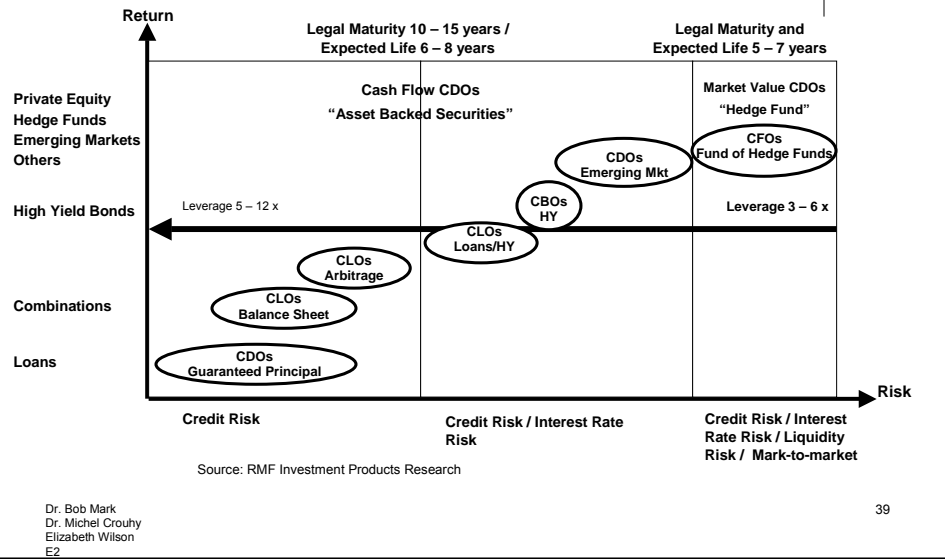 Return
Legal Maturity 10 – 15 years /
Expected Life 6 – 8 years
Legal Maturity and
Expected Life 5 – 7 years
Private Equity
Hedge Funds
Emerging Markets
Others
Cash Flow CDOs
“Asset Backed Securities”
Market Value CDOs
“Hedge Fund”
CFOs
Fund of Hedge Funds
CDOs
Emerging Mkt
High Yield Bonds
Leverage 5 – 12 x
CBOs
HY
Leverage 3 – 6 x
CLOs
Loans/HY
CLOs
Arbitrage
Combinations
CLOs
Balance Sheet
Loans
CDOs
Guaranteed Principal
Risk
Credit Risk
Credit Risk / Interest Rate
Risk
Credit Risk / Interest
Rate Risk / Liquidity
Risk /  Mark-to-market
Source: RMF Investment Products Research
Dr. Bob Mark
Dr. Michel Crouhy
Elizabeth Wilson
E2
39